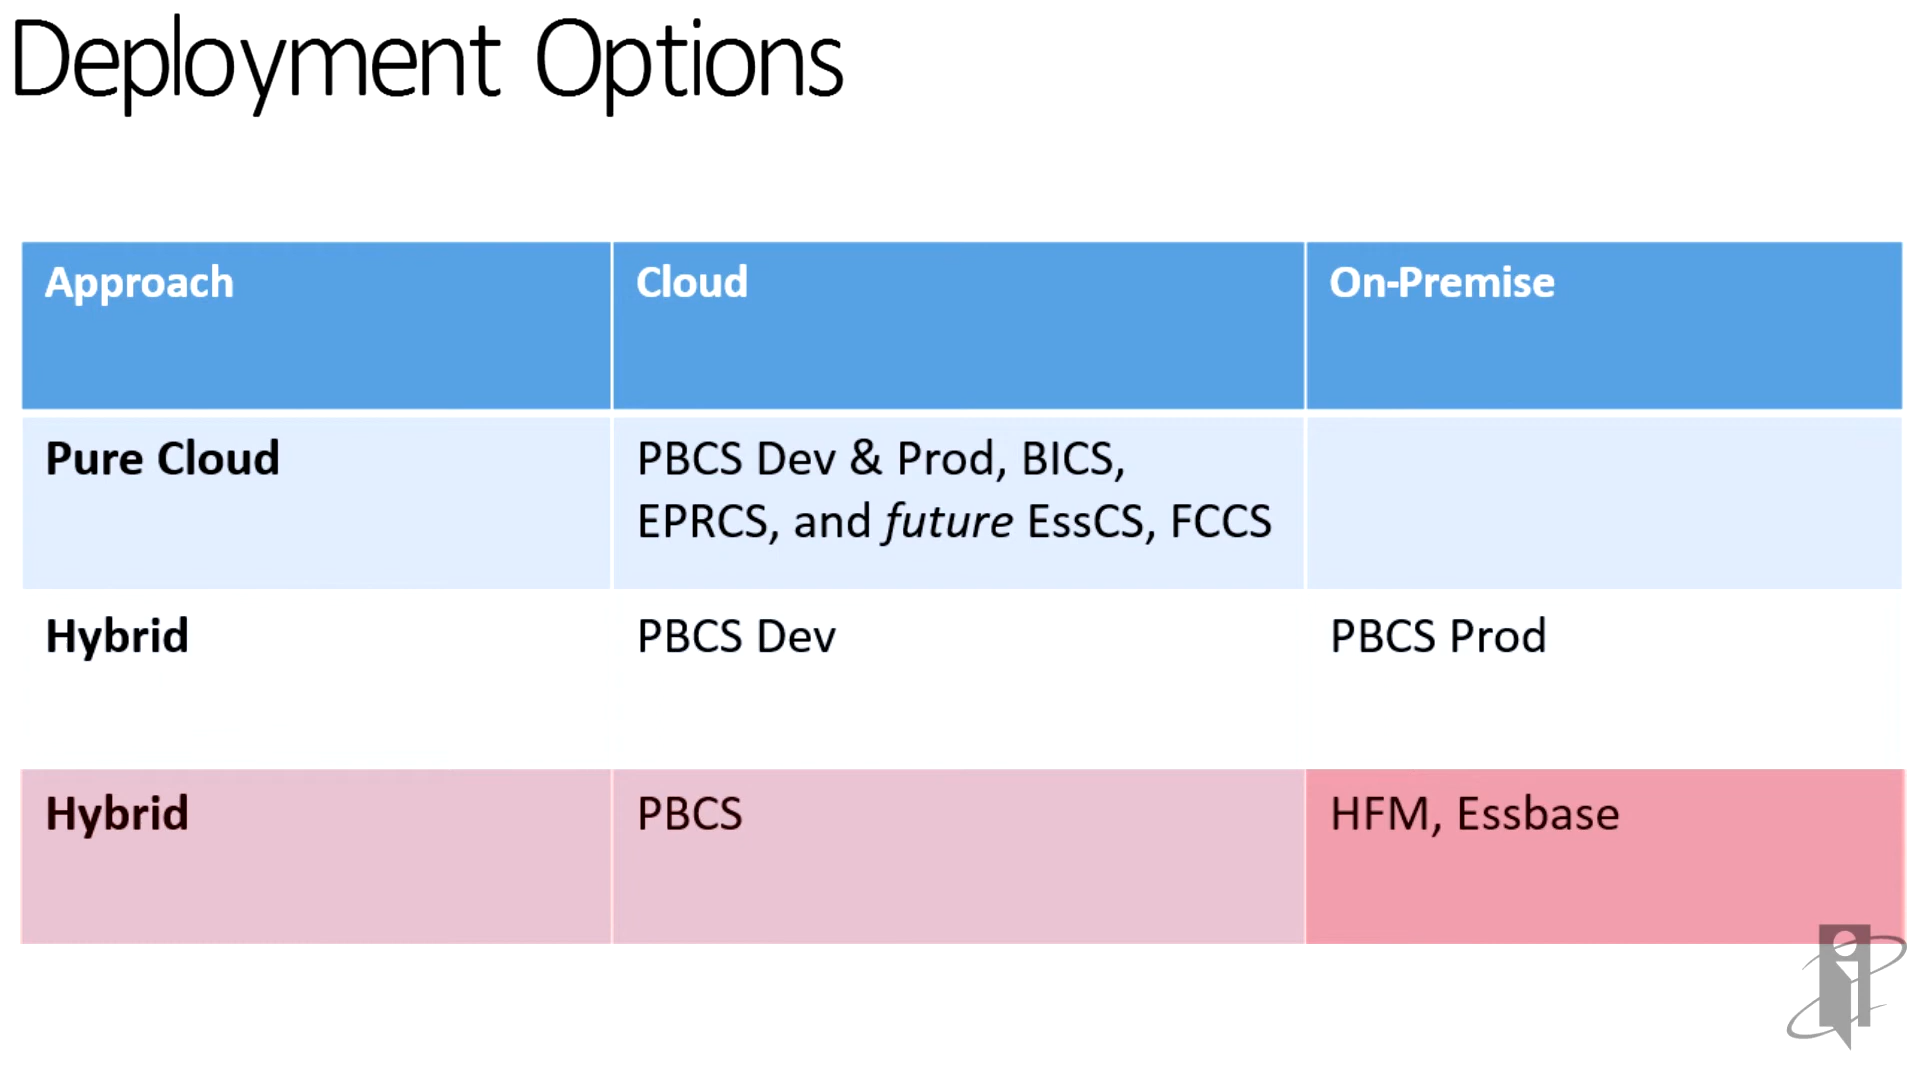 Deployment Options
Approach
Cloud
On-Premise
Pure Cloud
PBCS Dev & Prod, BICS,
EPRCS, and future EssCS, FCCS
Hybrid
PBCS Dev
PBCS Prod
Hybrid
PBCS
HFM, Essbase